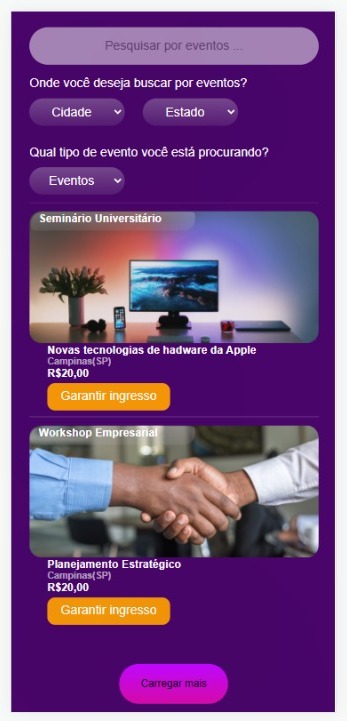 Pesquisar por eventos ...
Onde você deseja buscar por eventos?
Cidade Estado
Qual tipo de evento você está procurando?
Eventos
Seminário Universitário
Novas tecnologias de hadware da Apple
Campinas(SP)
R$20,00
Garantir ingresso
Workshop Empresarial
Planejamento Estratégico
Campinas(SP)
R$20,00
Garantir ingresso
Carregar mais